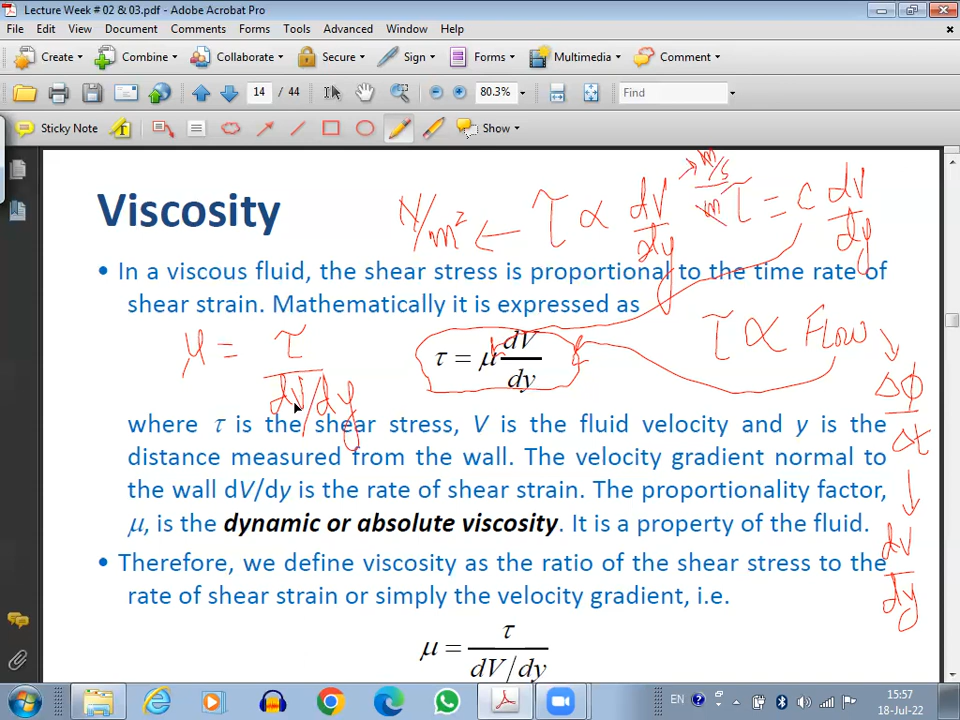 Lecture Week # 02 & 03.pdf - Adobe Acrobat Pro
File Edit View Document Comments Forms Tools Advanced Window Help
Create Combine Collaborate Secure Sign Forms Multimedia Comment
14 / 44 80.3% Find
Sticky Note Show
Viscosity
N/m² ← τ ∝ dV/dy → m/s/m τ = c dV/dy
• In a viscous fluid, the shear stress is proportional to the time rate of
shear strain. Mathematically it is expressed as
μ = τ / dV/dy
τ = μ dV/dy
τ ∝ Flow
Δϕ/Δt
where τ is the shear stress, V is the fluid velocity and y is the
distance measured from the wall. The velocity gradient normal to
the wall dV/dy is the rate of shear strain. The proportionality factor,
μ, is the dynamic or absolute viscosity. It is a property of the fluid.
dV/dy
• Therefore, we define viscosity as the ratio of the shear stress to the
rate of shear strain or simply the velocity gradient, i.e.
μ = τ / dV/dy
EN 15:57
18-Jul-22